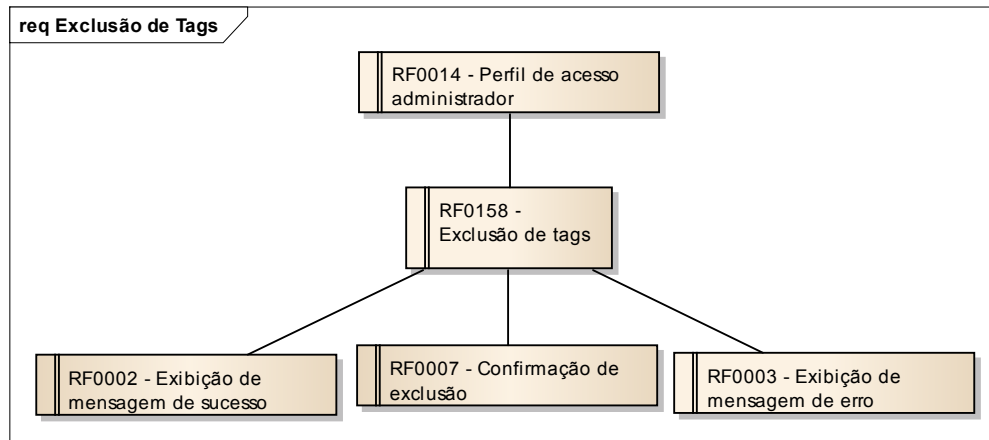 req Exclusão de Tags
RF0014 - Perfil de acesso
administrador
RF0158 -
Exclusão de tags
RF0002 - Exibição de
mensagem de sucesso
RF0007 - Confirmação de
exclusão
RF0003 - Exibição de
mensagem de erro